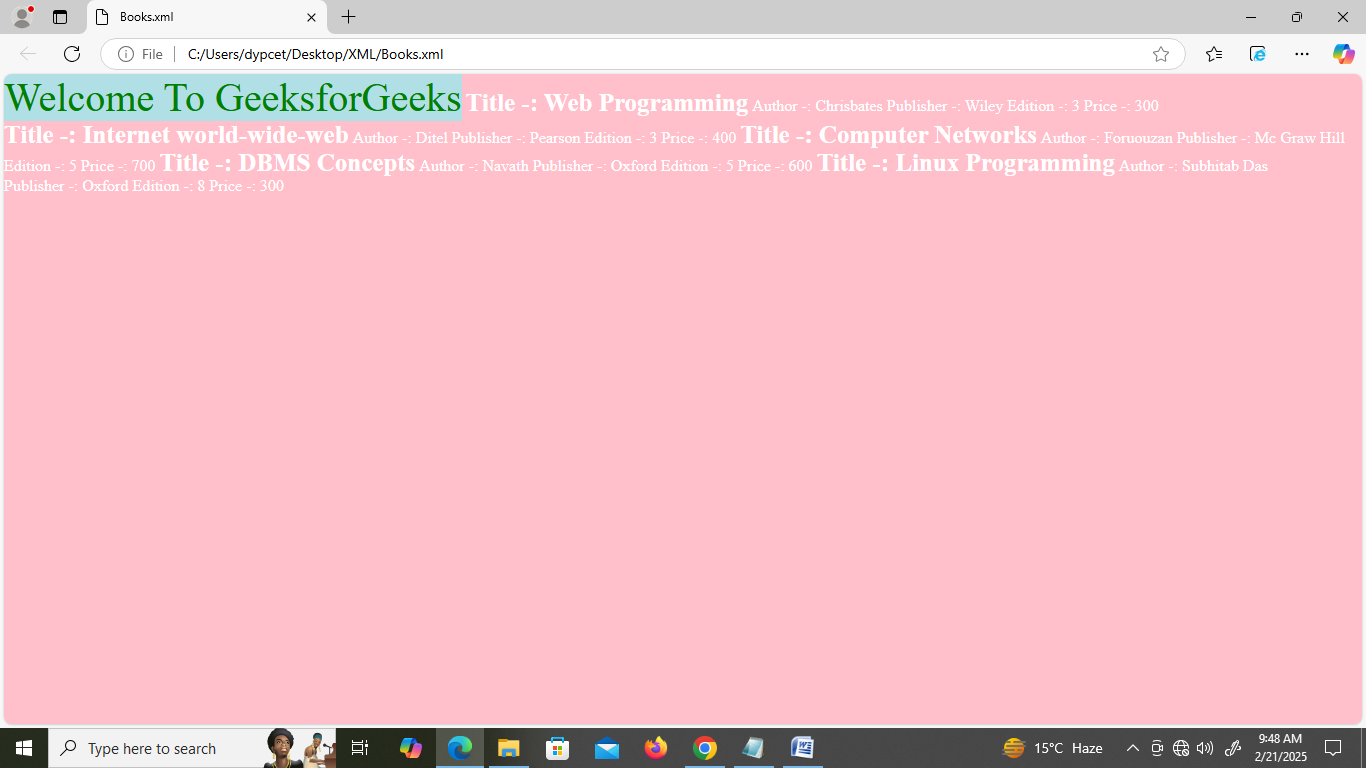 Books.xml
File C:/Users/dypcet/Desktop/XML/Books.xml
Welcome To GeeksforGeeks Title -: Web Programming Author -: Chrisbates Publisher -: Wiley Edition -: 3 Price -: 300
Title -: Internet world-wide-web Author -: Ditel Publisher -: Pearson Edition -: 3 Price -: 400 Title -: Computer Networks Author -: Foruouzan Publisher -: Mc Graw Hill
Edition -: 5 Price -: 700 Title -: DBMS Concepts Author -: Navath Publisher -: Oxford Edition -: 5 Price -: 600 Title -: Linux Programming Author -: Subhitab Das
Publisher -: Oxford Edition -: 8 Price -: 300
Type here to search
15°C Haze
9:48 AM
2/21/2025